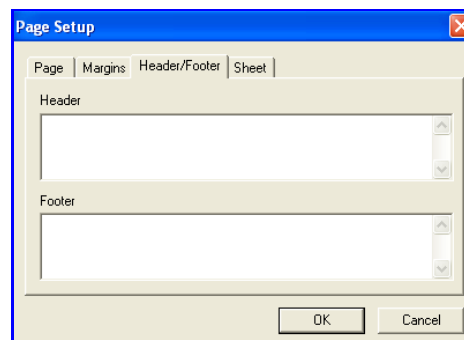 Page Setup
Page Margins Header/Footer Sheet
Header
Footer
OK Cancel